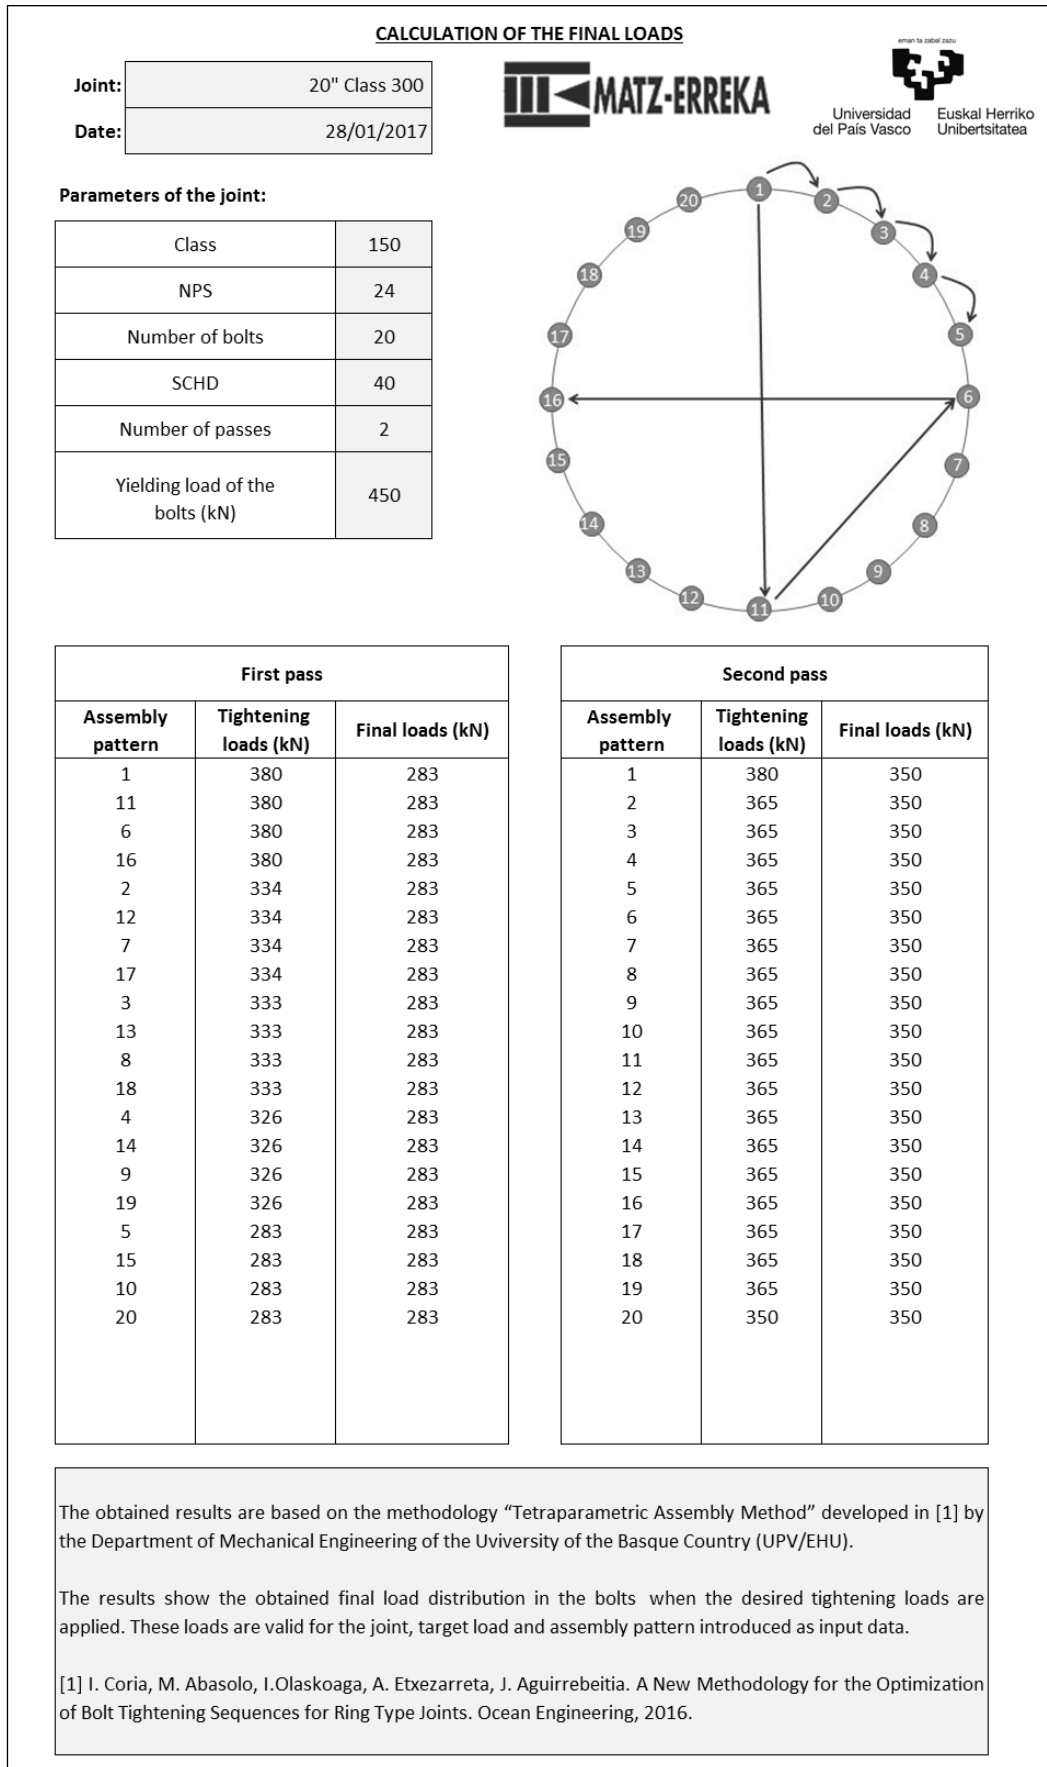 CALCULATION OF THE FINAL LOADS
Joint: 20" Class 300
Date: 28/01/2017
MATZ-ERREKA
eman ta zabal zazu
Universidad del País Vasco
Euskal Herriko Unibertsitatea
Parameters of the joint:
Class 150
NPS 24
Number of bolts 20
SCHD 40
Number of passes 2
Yielding load of the bolts (kN) 450
1
2
3
4
5
6
7
8
9
10
11
12
13
14
15
16
17
18
19
20
First pass
Assembly pattern Tightening loads (kN) Final loads (kN)
1 380 283
11 380 283
6 380 283
16 380 283
2 334 283
12 334 283
7 334 283
17 334 283
3 333 283
13 333 283
8 333 283
18 333 283
4 326 283
14 326 283
9 326 283
19 326 283
5 283 283
15 283 283
10 283 283
20 283 283
Second pass
Assembly pattern Tightening loads (kN) Final loads (kN)
1 380 350
2 365 350
3 365 350
4 365 350
5 365 350
6 365 350
7 365 350
8 365 350
9 365 350
10 365 350
11 365 350
12 365 350
13 365 350
14 365 350
15 365 350
16 365 350
17 365 350
18 365 350
19 365 350
20 350 350
The obtained results are based on the methodology “Tetraparametric Assembly Method” developed in [1] by
the Department of Mechanical Engineering of the Uviversity of the Basque Country (UPV/EHU).
The results show the obtained final load distribution in the bolts when the desired tightening loads are
applied. These loads are valid for the joint, target load and assembly pattern introduced as input data.
[1] I. Coria, M. Abasolo, I.Olaskoaga, A. Etxezarreta, J. Aguirrebeitia. A New Methodology for the Optimization
of Bolt Tightening Sequences for Ring Type Joints. Ocean Engineering, 2016.